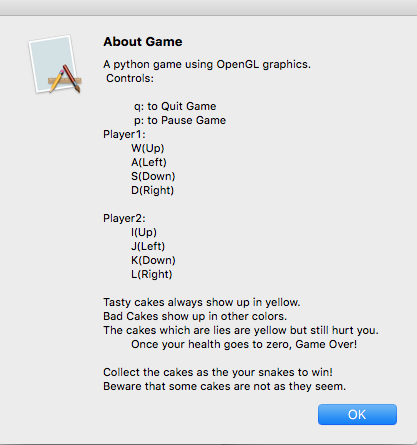 About Game
A python game using OpenGL graphics.
Controls:
q: to Quit Game
p: to Pause Game
Player1:
W(Up)
A(Left)
S(Down)
D(Right)
Player2:
I(Up)
J(Left)
K(Down)
L(Right)
Tasty cakes always show up in yellow.
Bad Cakes show up in other colors.
The cakes which are lies are yellow but still hurt you.
Once your health goes to zero, Game Over!
Collect the cakes as the your snakes to win!
Beware that some cakes are not as they seem.
OK